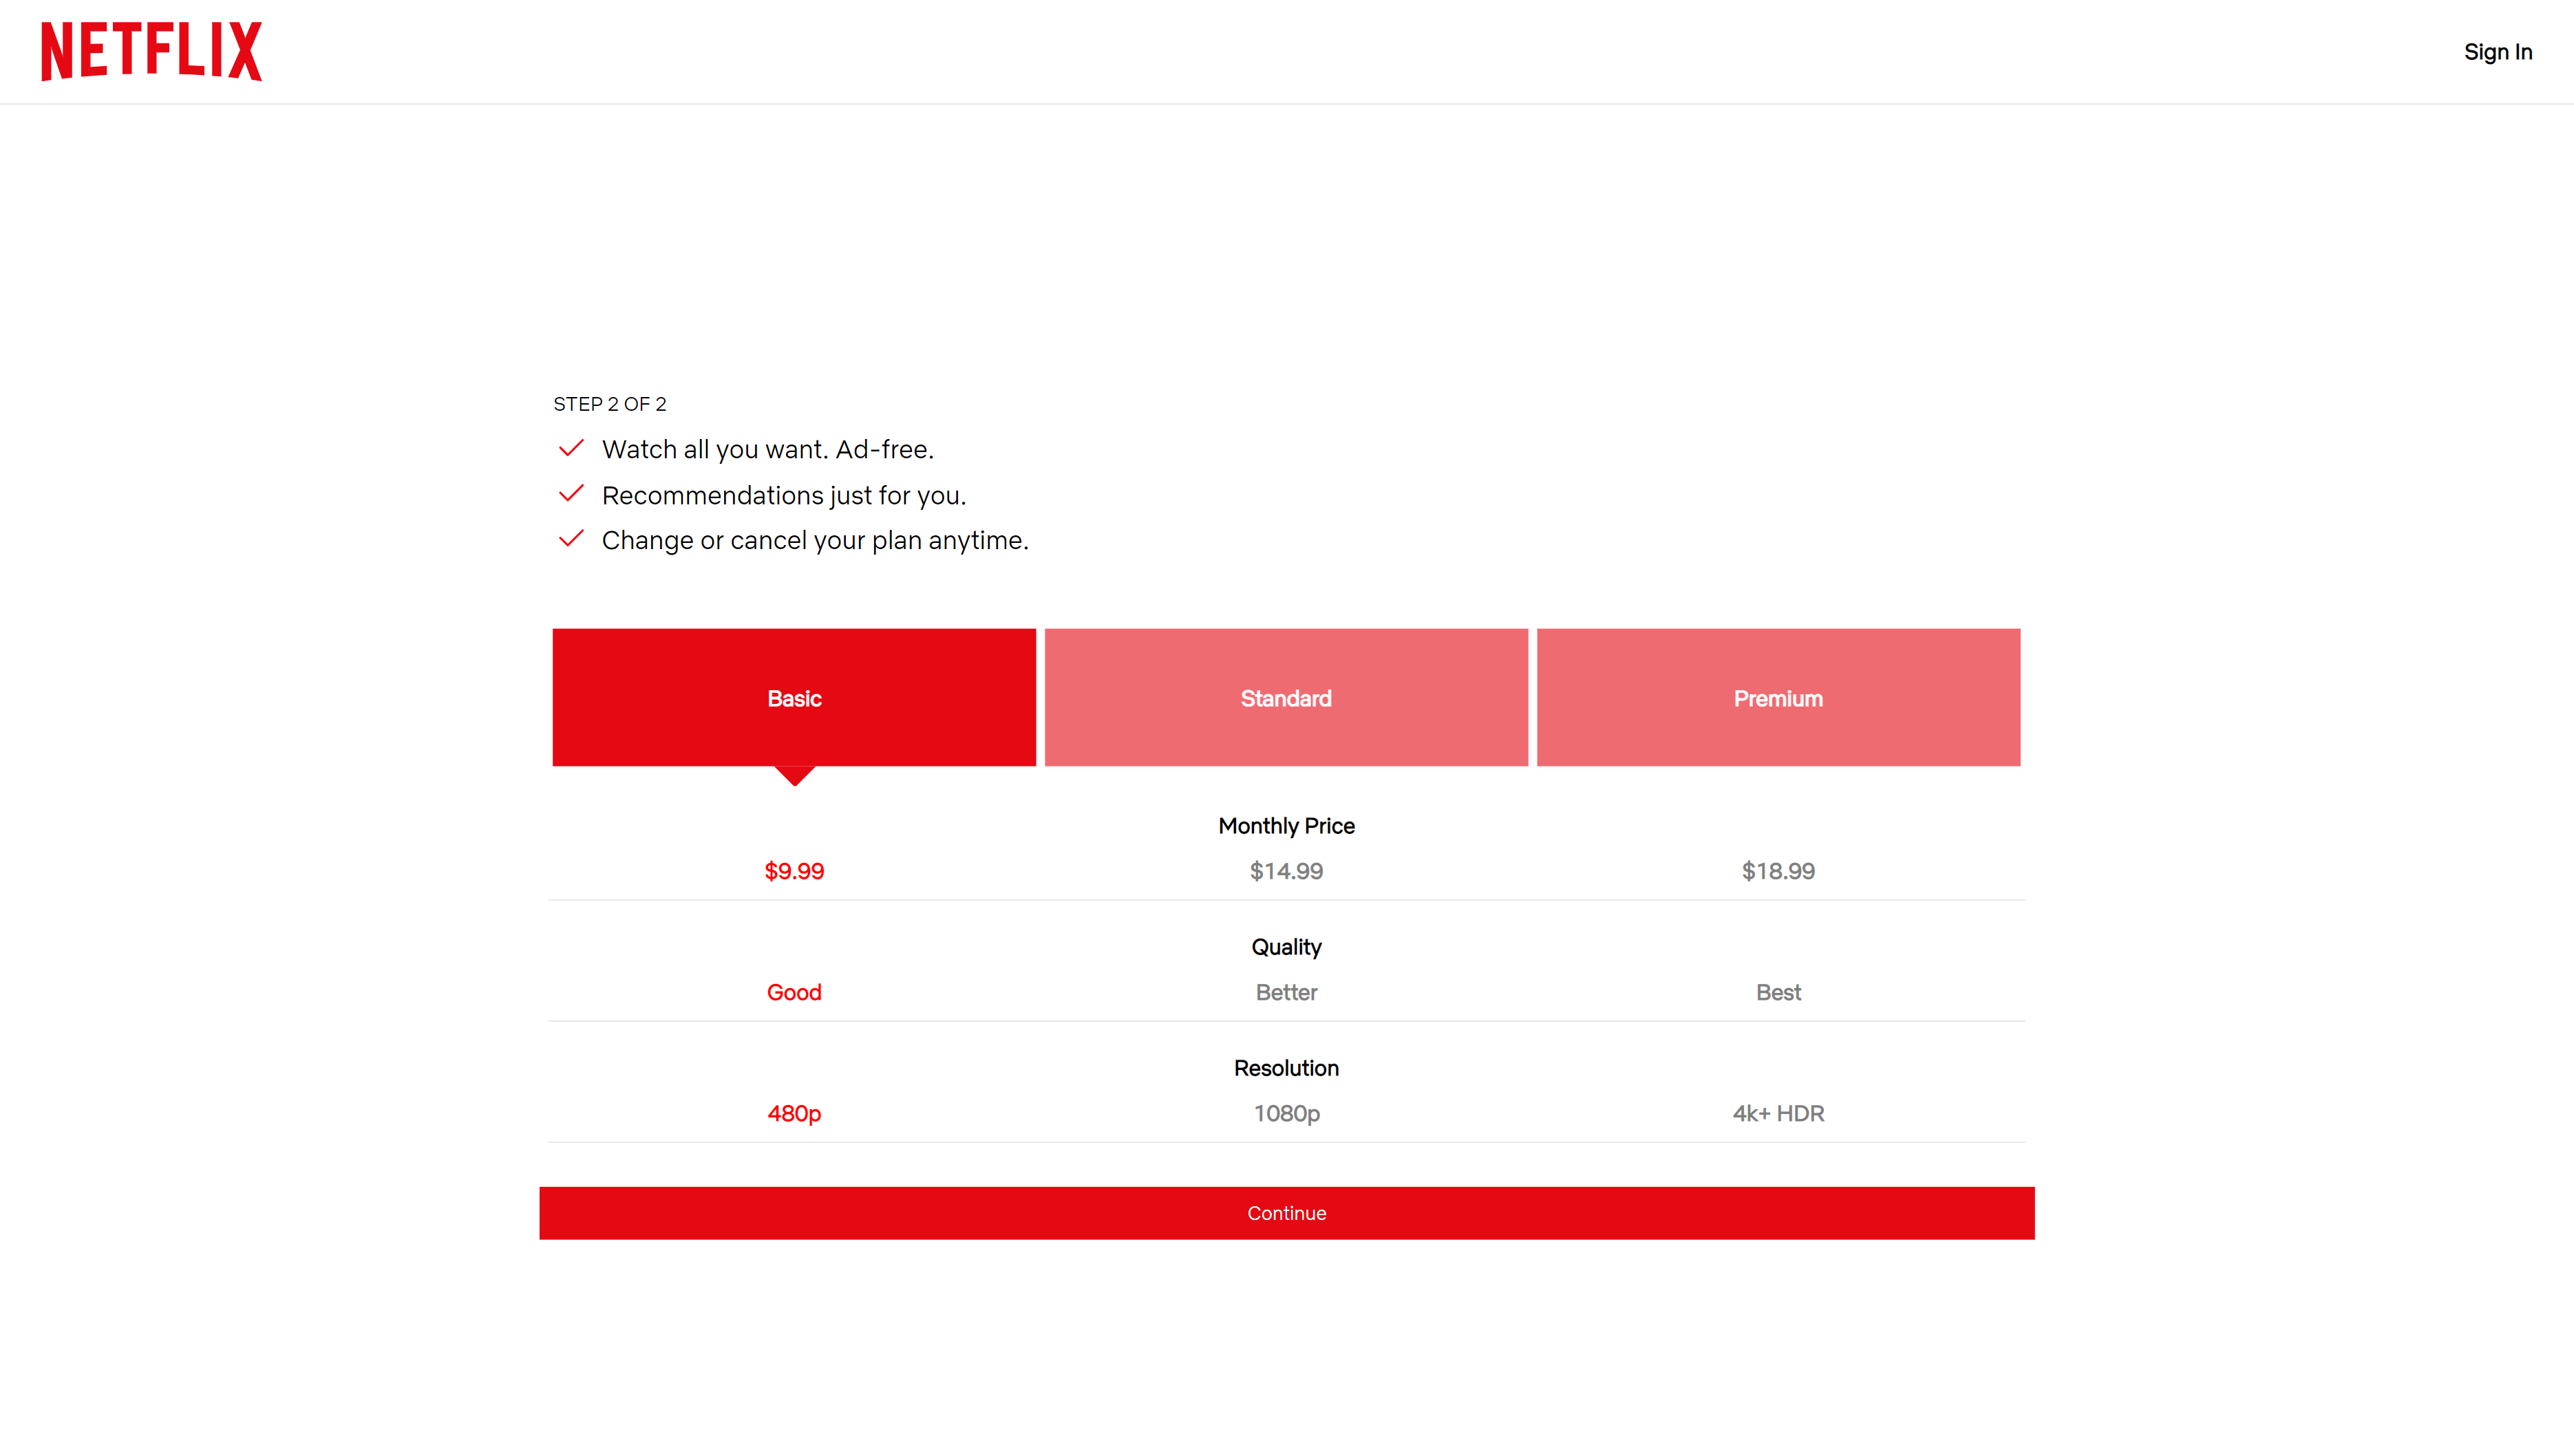 NETFLIX
Sign In
STEP 2 OF 2
Watch all you want. Ad-free.
Recommendations just for you.
Change or cancel your plan anytime.
Basic Standard Premium
Monthly Price
$9.99 $14.99 $18.99
Quality
Good Better Best
Resolution
480p 1080p 4k+ HDR
Continue